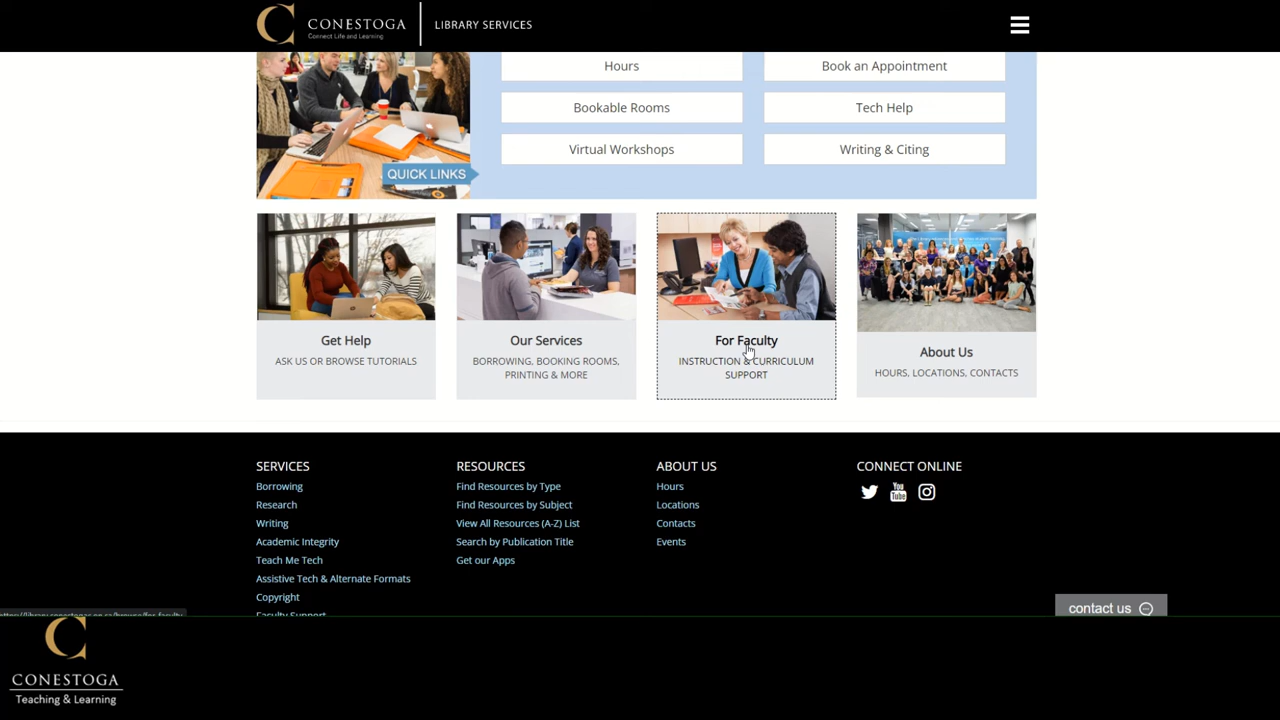 CONESTOGA
Connect Life and Learning
LIBRARY SERVICES
Hours
Book an Appointment
Bookable Rooms
Tech Help
Virtual Workshops
Writing & Citing
QUICK LINKS
Get Help
ASK US OR BROWSE TUTORIALS
Our Services
BORROWING, BOOKING ROOMS,
PRINTING & MORE
For Faculty
INSTRUCTION & CURRICULUM
SUPPORT
About Us
HOURS, LOCATIONS, CONTACTS
SERVICES
Borrowing
Research
Writing
Academic Integrity
Teach Me Tech
Assistive Tech & Alternate Formats
Copyright
Faculty Support
RESOURCES
Find Resources by Type
Find Resources by Subject
View All Resources (A-Z) List
Search by Publication Title
Get our Apps
ABOUT US
Hours
Locations
Contacts
Events
CONNECT ONLINE
You
Tube
contact us
CONESTOGA
Teaching & Learning